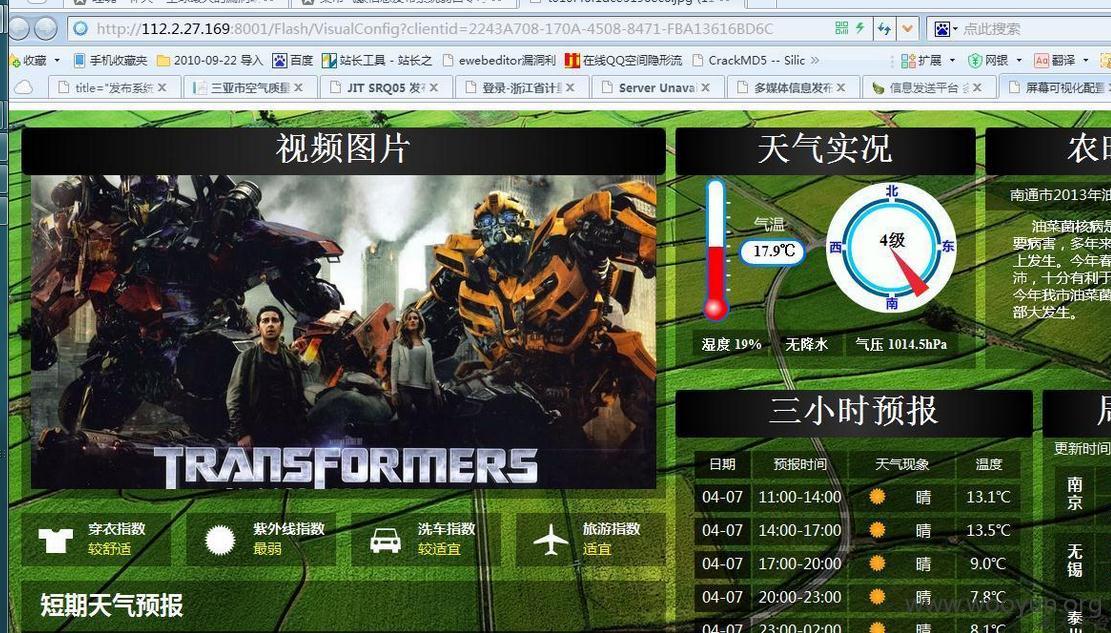 http://112.2.27.169:8001/Flash/VisualConfig?clientid=2243A708-170A-4508-8471-FBA13616BD6C
点此搜索
收藏 手机收藏夹 2010-09-22 导入 百度 站长工具 - 站长之 ewebeditor漏洞利 在线QQ空间隐形流 CrackMD5 -- Silic » 扩展 网银 翻译
title="发布系统 三亚市空气质量 JIT SRQ05 发 登录-浙江省计 Server Unavai 多媒体信息发布 信息发送平台 屏幕可视化配置
视频图片
TRANSFORMERS
穿衣指数
较舒适
紫外线指数
最弱
洗车指数
较适宜
旅游指数
适宜
短期天气预报
天气实况
气温
17.9℃
北
西
4级
东
南
湿度 19% 无降水 气压 1014.5hPa
三小时预报
日期 预报时间 天气现象 温度
04-07 11:00-14:00 晴 13.1℃
04-07 14:00-17:00 晴 13.5℃
04-07 17:00-20:00 晴 9.0℃
04-07 20:00-23:00 晴 7.8℃
04-07 23:00-02:00 晴 8.1℃
南通市2013年油
油菜菌核病是
要病害，多年来
上发生。今年春
沛，十分有利于
今年我市油菜菌
部大发生。
更新时间
南京
无锡
泰
www.wooyun.org